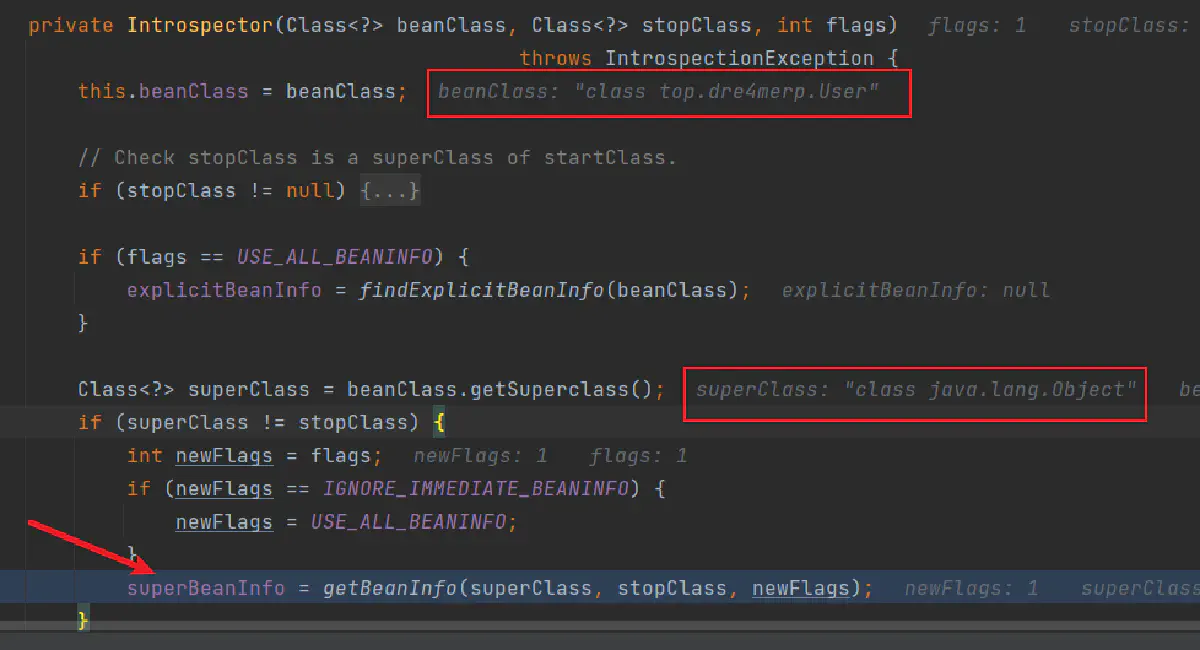 private Introspector(Class<?> beanClass, Class<?> stopClass, int flags) flags: 1 stopClass:
throws IntrospectionException {
this.beanClass = beanClass; beanClass: "class top.dre4merp.User"
// Check stopClass is a superClass of startClass.
if (stopClass != null) {...}
if (flags == USE_ALL_BEANINFO) {
explicitBeanInfo = findExplicitBeanInfo(beanClass); explicitBeanInfo: null
}
Class<?> superClass = beanClass.getSuperclass(); superClass: "class java.lang.Object" be
if (superClass != stopClass) {
int newFlags = flags; newFlags: 1 flags: 1
if (newFlags == IGNORE_IMMEDIATE_BEANINFO) {
newFlags = USE_ALL_BEANINFO;
}
superBeanInfo = getBeanInfo(superClass, stopClass, newFlags); newFlags: 1 superClass
}